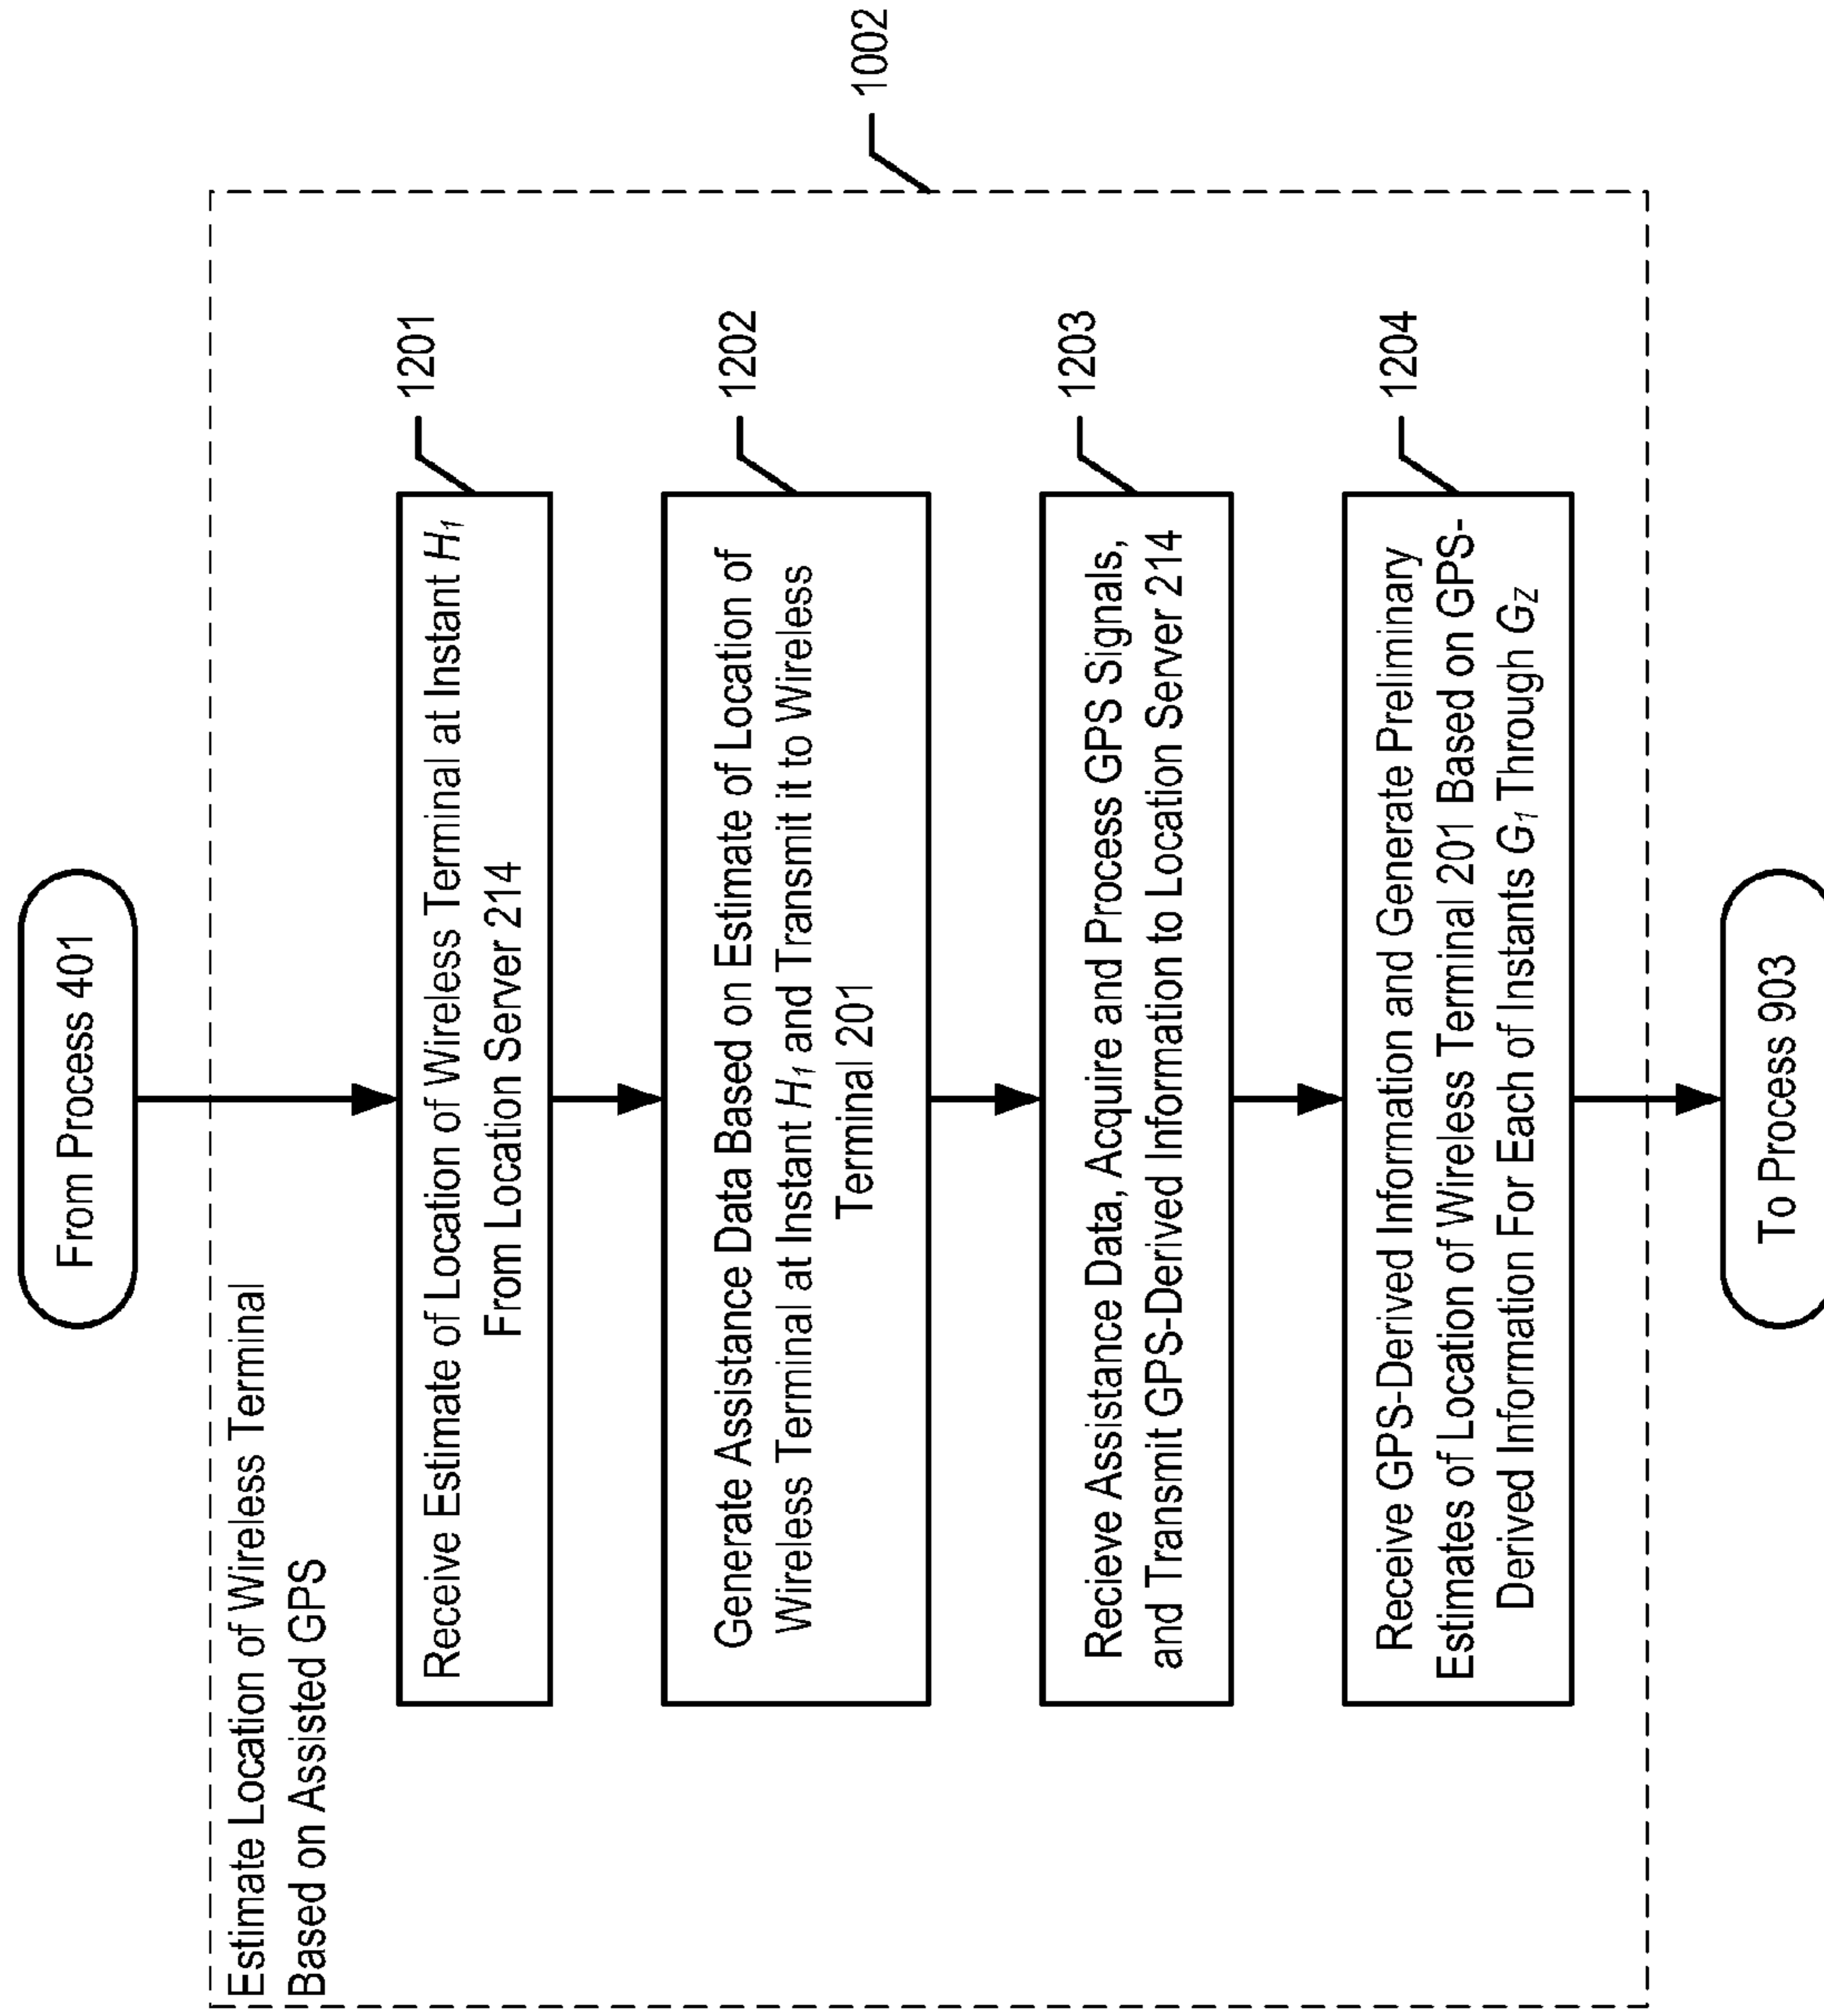 From Process 401
Estimate Location of Wireless Terminal
Based on Assisted GPS
1002
Receive Estimate of Location of Wireless Terminal at Instant H1
From Location Server 214
1201
Generate Assistance Data Based on Estimate of Location of
Wireless Terminal at Instant H1 and Transmit it to Wireless
Terminal 201
1202
Recieve Assistance Data, Acquire and Process GPS Signals,
and Transmit GPS-Derived Information to Location Server 214
1203
Receive GPS-Derived Information and Generate Preliminary
Estimates of Location of Wireless Terminal 201 Based on GPS-
Derived Information For Each of Instants G1 Through GZ
1204
To Process 903